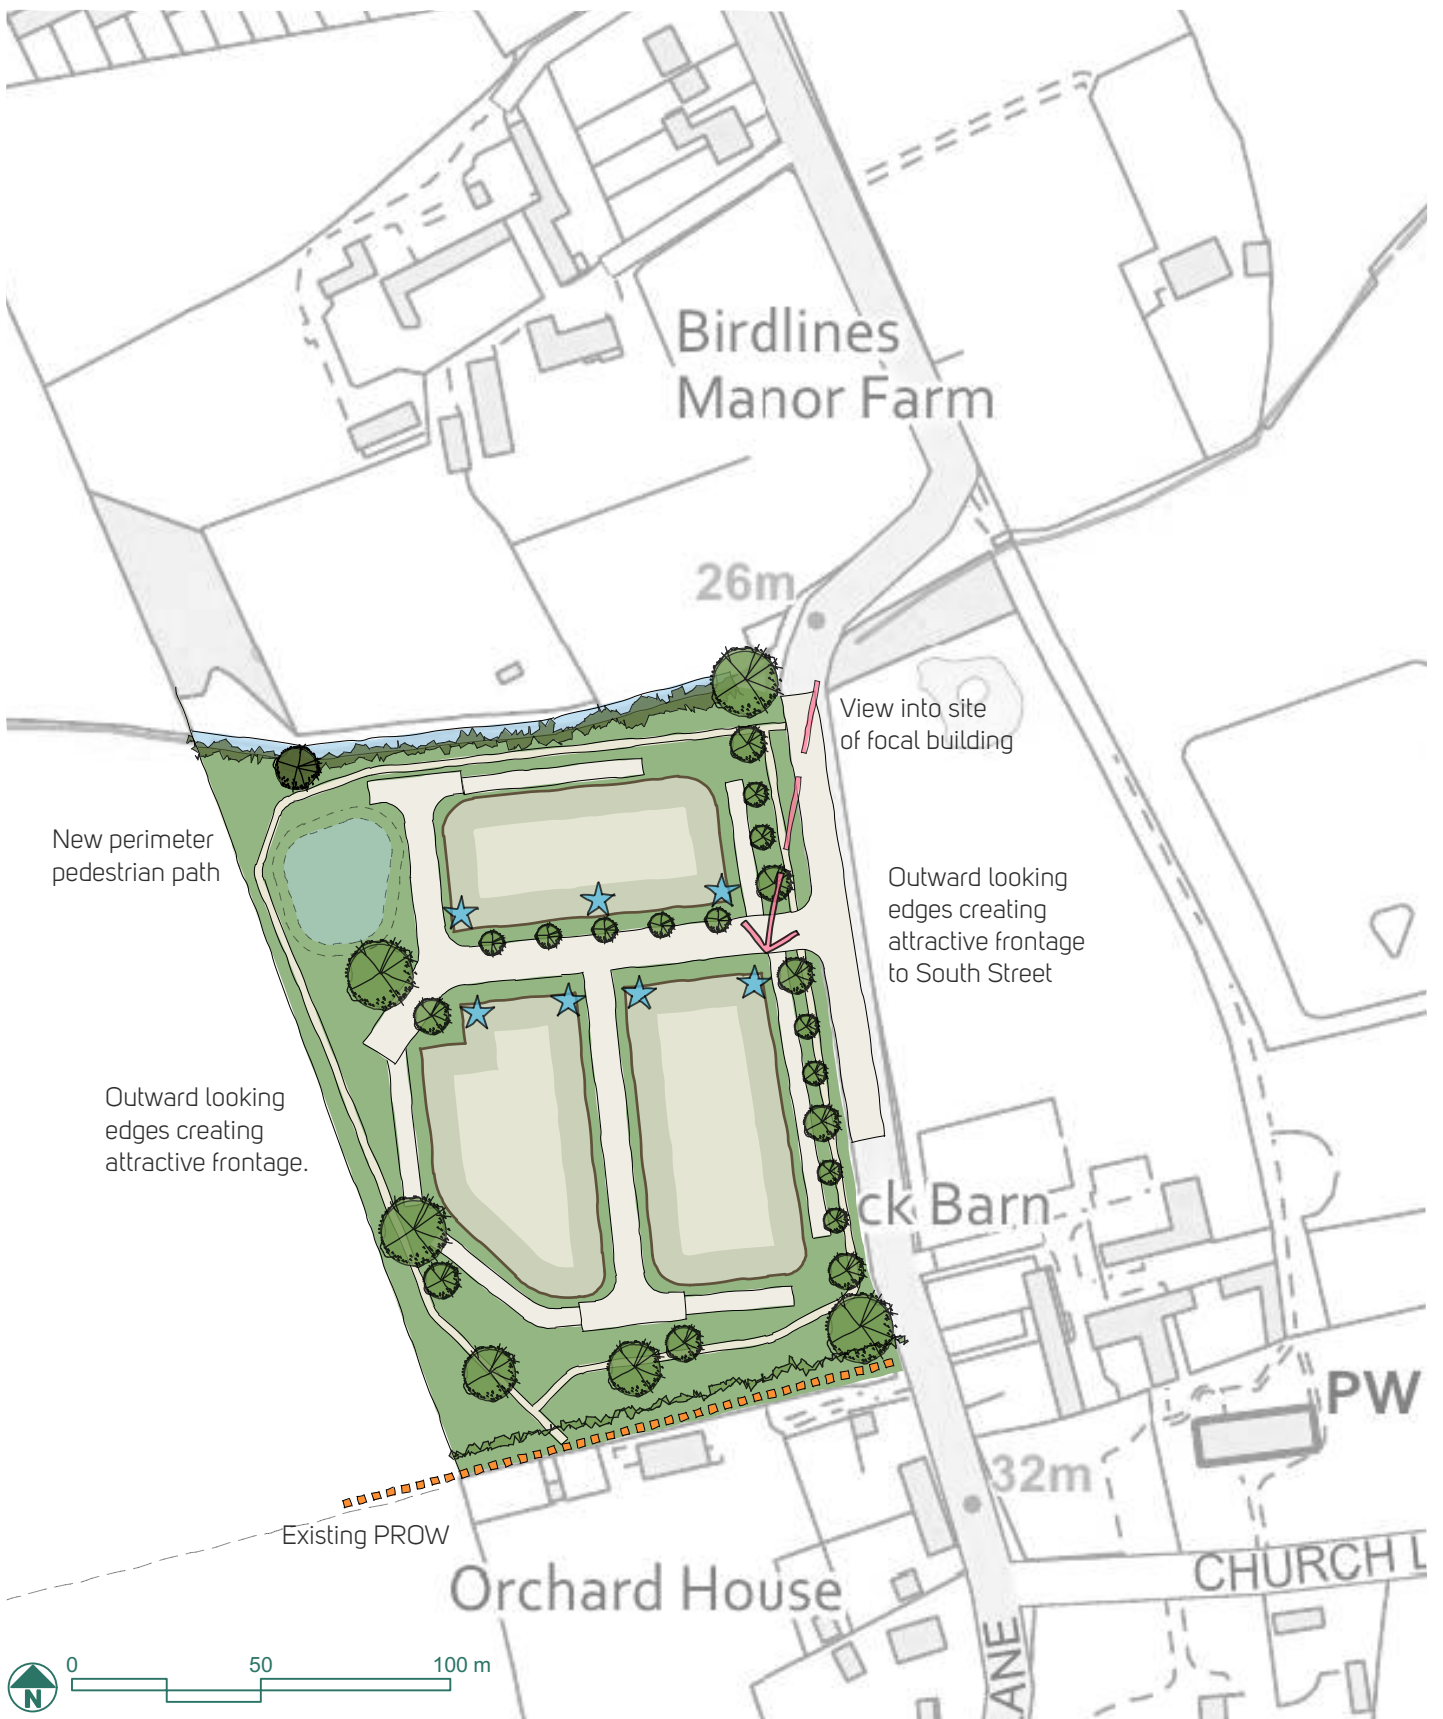 Birdlines
Manor Farm
26m
View into site
of focal building
New perimeter
pedestrian path
Outward looking
edges creating
attractive frontage
to South Street
Outward looking
edges creating
attractive frontage.
ck Barn
PW
32m
Existing PROW
CHURCH L
Orchard House
ANE
0 50 100 m
N